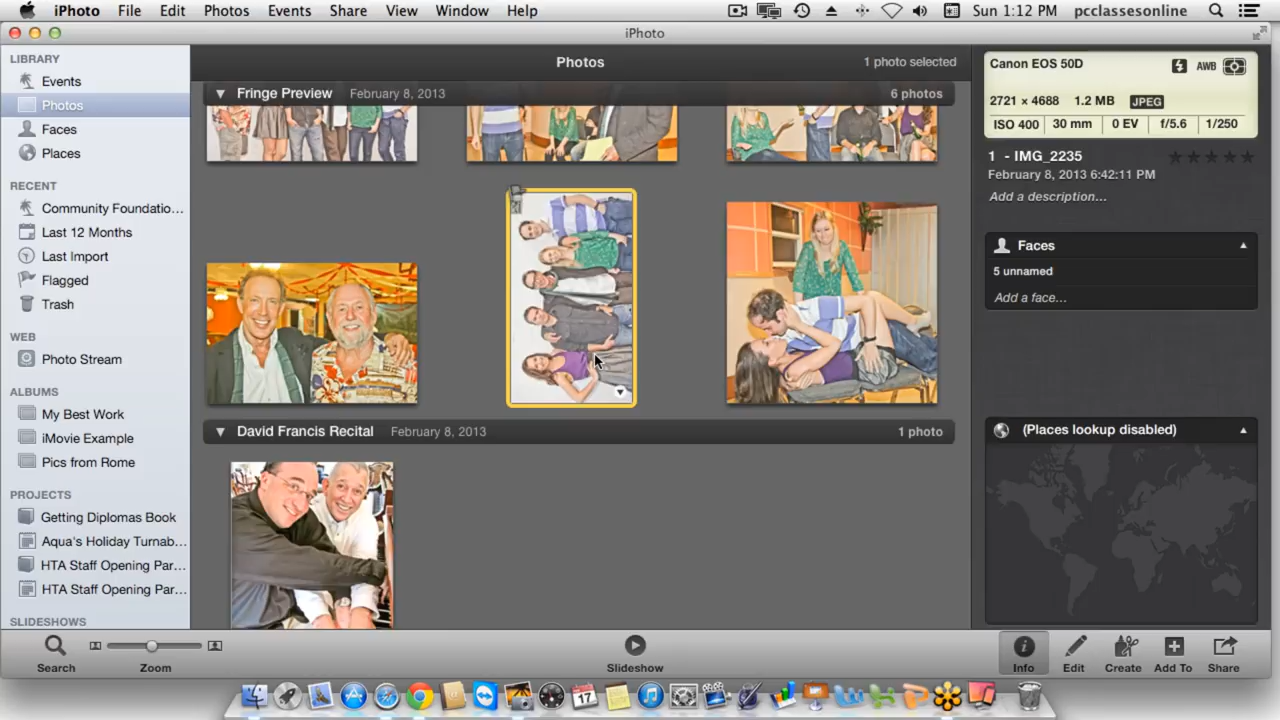 iPhoto File Edit Photos Events Share View Window Help Sun 1:12 PM pcclassesonline
iPhoto
LIBRARY
Events
Photos
Faces
Places
RECENT
Community Foundatio...
Last 12 Months
Last Import
Flagged
Trash
WEB
Photo Stream
ALBUMS
My Best Work
iMovie Example
Pics from Rome
PROJECTS
Getting Diplomas Book
Aqua's Holiday Turnab...
HTA Staff Opening Par...
HTA Staff Opening Par...
SLIDESHOWS
Photos 1 photo selected
Fringe Preview February 8, 2013 6 photos
David Francis Recital February 8, 2013 1 photo
Canon EOS 50D AWB
2721 × 4688 1.2 MB JPEG
ISO 400 30 mm 0 EV f/5.6 1/250
1 - IMG_2235
February 8, 2013 6:42:11 PM
Add a description...
Faces
5 unnamed
Add a face...
(Places lookup disabled)
Search Zoom Slideshow Info Edit Create Add To Share
17